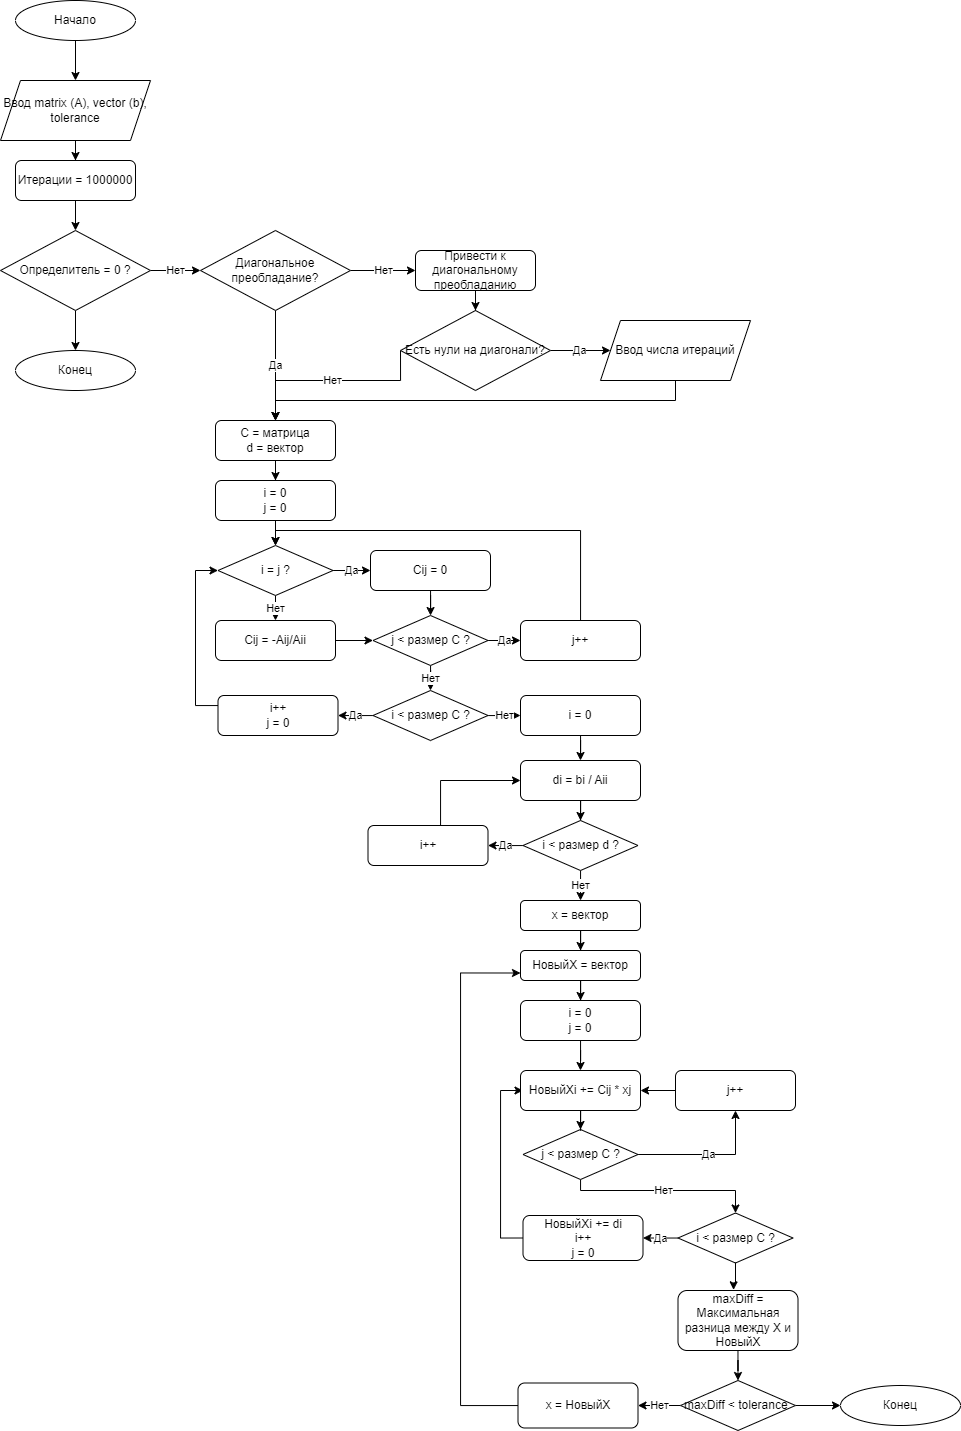 Начало
Ввод matrix (A), vector (b),
tolerance
Итерации = 1000000
Определитель = 0 ?
Нет
Диагональное
преобладание?
Нет
Привести к
диагональному
преобладанию
Есть нули на диагонали?
Да
Ввод числа итераций
Да
Нет
Конец
C = матрица
d = вектор
i = 0
j = 0
i = j ?
Да
Cij = 0
Нет
Cij = -Aij/Aii
j < размер C ?
Да
j++
Нет
i++
j = 0
Да
i < размер C ?
Нет
i = 0
di = bi / Aii
i++
Да
i < размер d ?
Нет
x = вектор
НовыйX = вектор
i = 0
j = 0
НовыйXi += Cij * xj
j++
j < размер C ?
Да
Нет
НовыйXi += di
i++
j = 0
Да
i < размер C ?
maxDiff =
Максимальная
разница между X и
НовыйX
x = НовыйX
Нет
maxDiff < tolerance
Конец